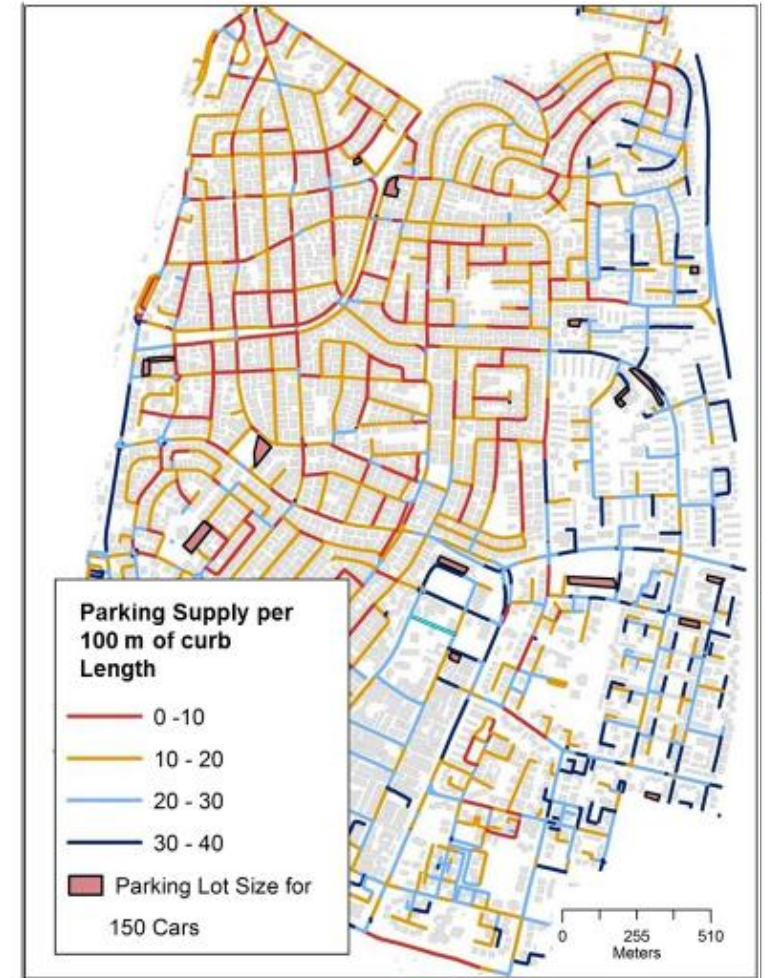 Parking Supply per
100 m of curb
Length
0 -10
10 - 20
20 - 30
30 - 40
Parking Lot Size for
150 Cars
0 255 510
Meters